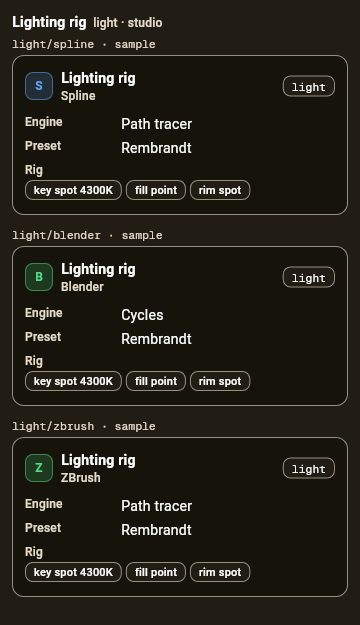 Lighting rig light · studio
light/spline · sample
S Lighting rig light
Spline
Engine Path tracer
Preset Rembrandt
Rig
key spot 4300K fill point rim spot
light/blender · sample
B Lighting rig light
Blender
Engine Cycles
Preset Rembrandt
Rig
key spot 4300K fill point rim spot
light/zbrush · sample
Z Lighting rig light
ZBrush
Engine Path tracer
Preset Rembrandt
Rig
key spot 4300K fill point rim spot